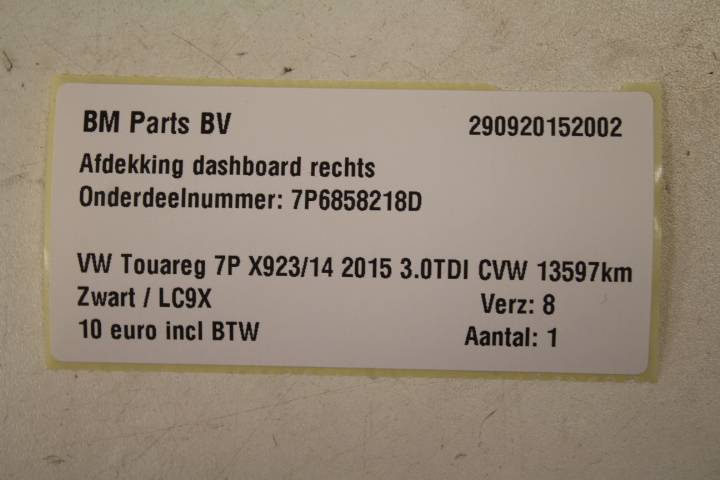 BM Parts BV 290920152002
Afdekking dashboard rechts
Onderdeelnummer: 7P6858218D
VW Touareg 7P X923/14 2015 3.0TDI CVW 13597km
Zwart / LC9X Verz: 8
10 euro incl BTW Aantal: 1